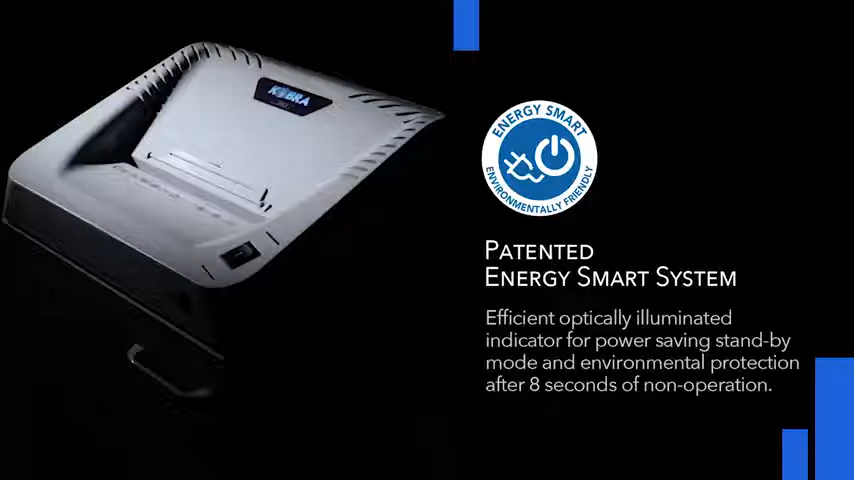 KOBRA
ENERGY SMART
ENVIRONMENTALLY FRIENDLY
PATENTED
ENERGY SMART SYSTEM
Efficient optically illuminated
indicator for power saving stand-by
mode and environmental protection
after 8 seconds of non-operation.